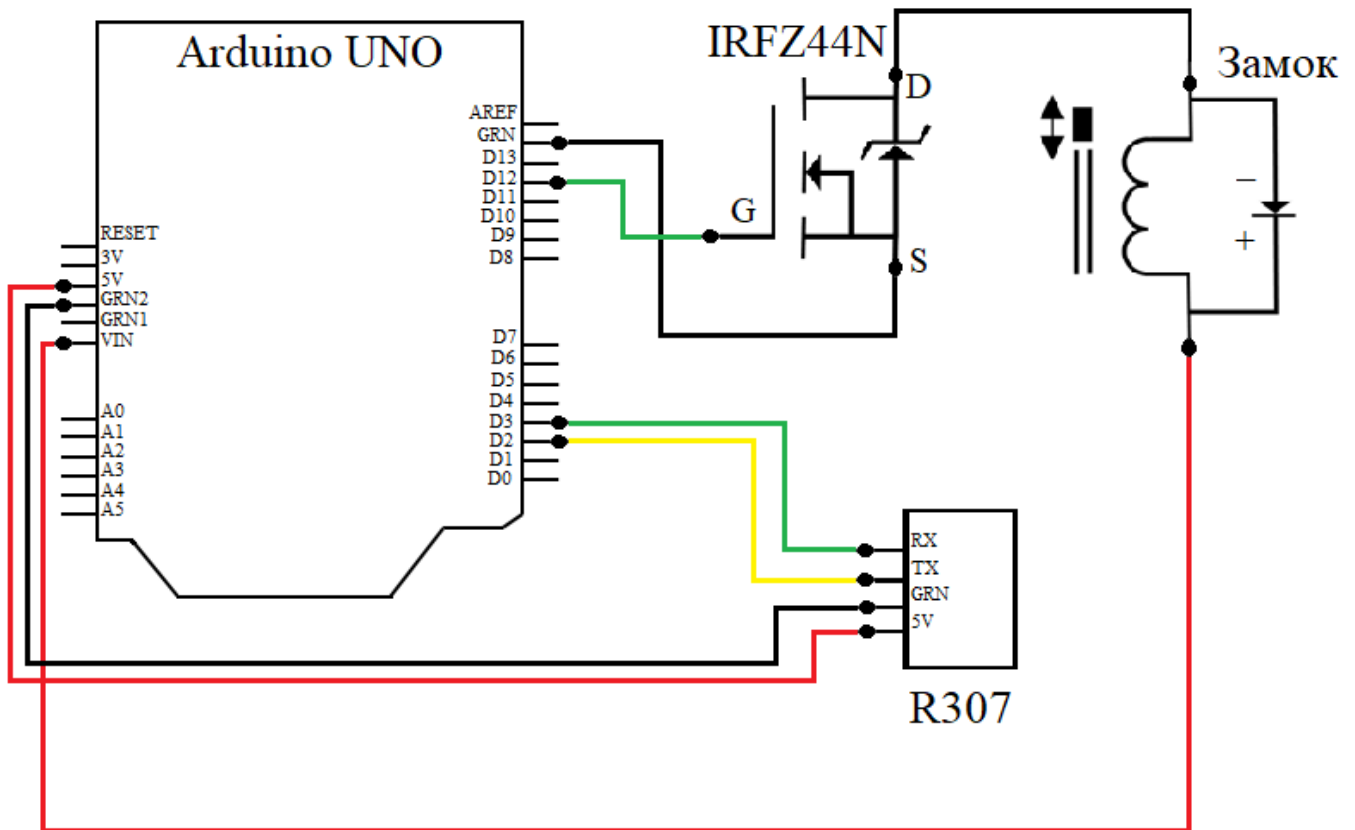 Arduino UNO
IRFZ44N
Замок
AREF
GRN
D13
D12
D11
D10
D9
D8
RESET
3V
5V
GRN2
GRN1
VIN
D7
D6
D5
D4
D3
D2
D1
D0
A0
A1
A2
A3
A4
A5
D
G
S
−
+
RX
TX
GRN
5V
R307